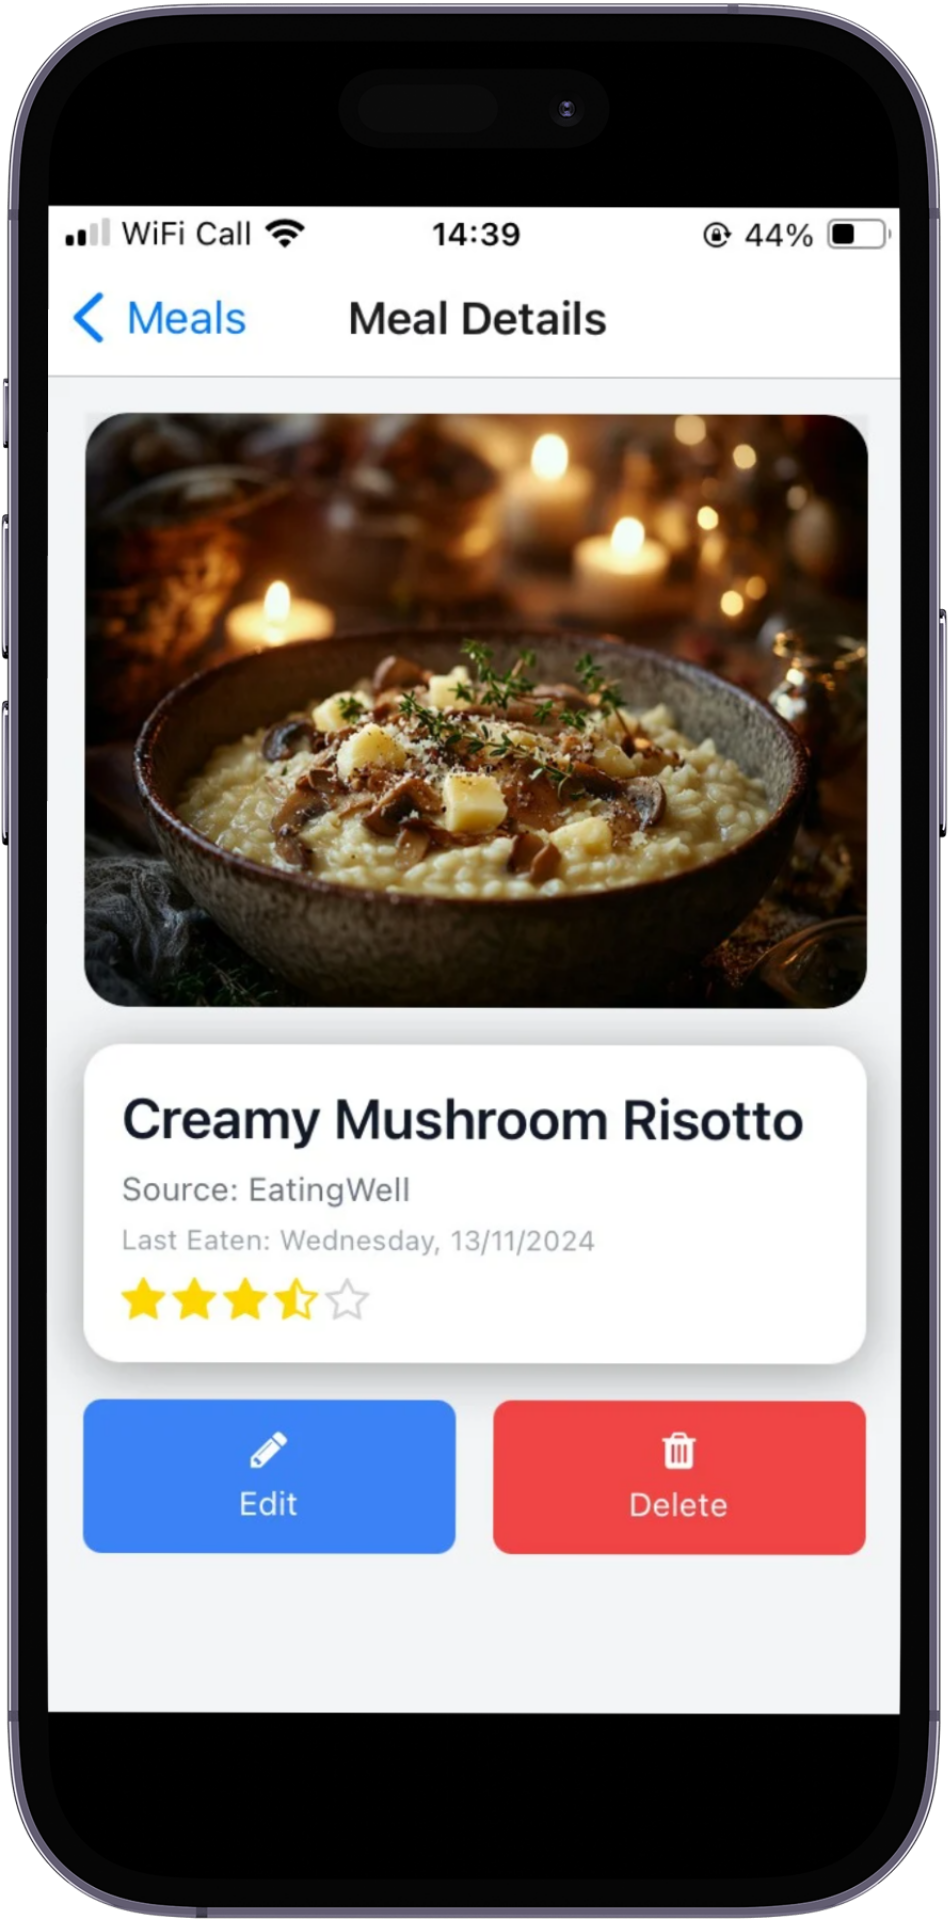 WiFi Call 14:39 44%
Meals Meal Details
Creamy Mushroom Risotto
Source: EatingWell
Last Eaten: Wednesday, 13/11/2024
Edit Delete